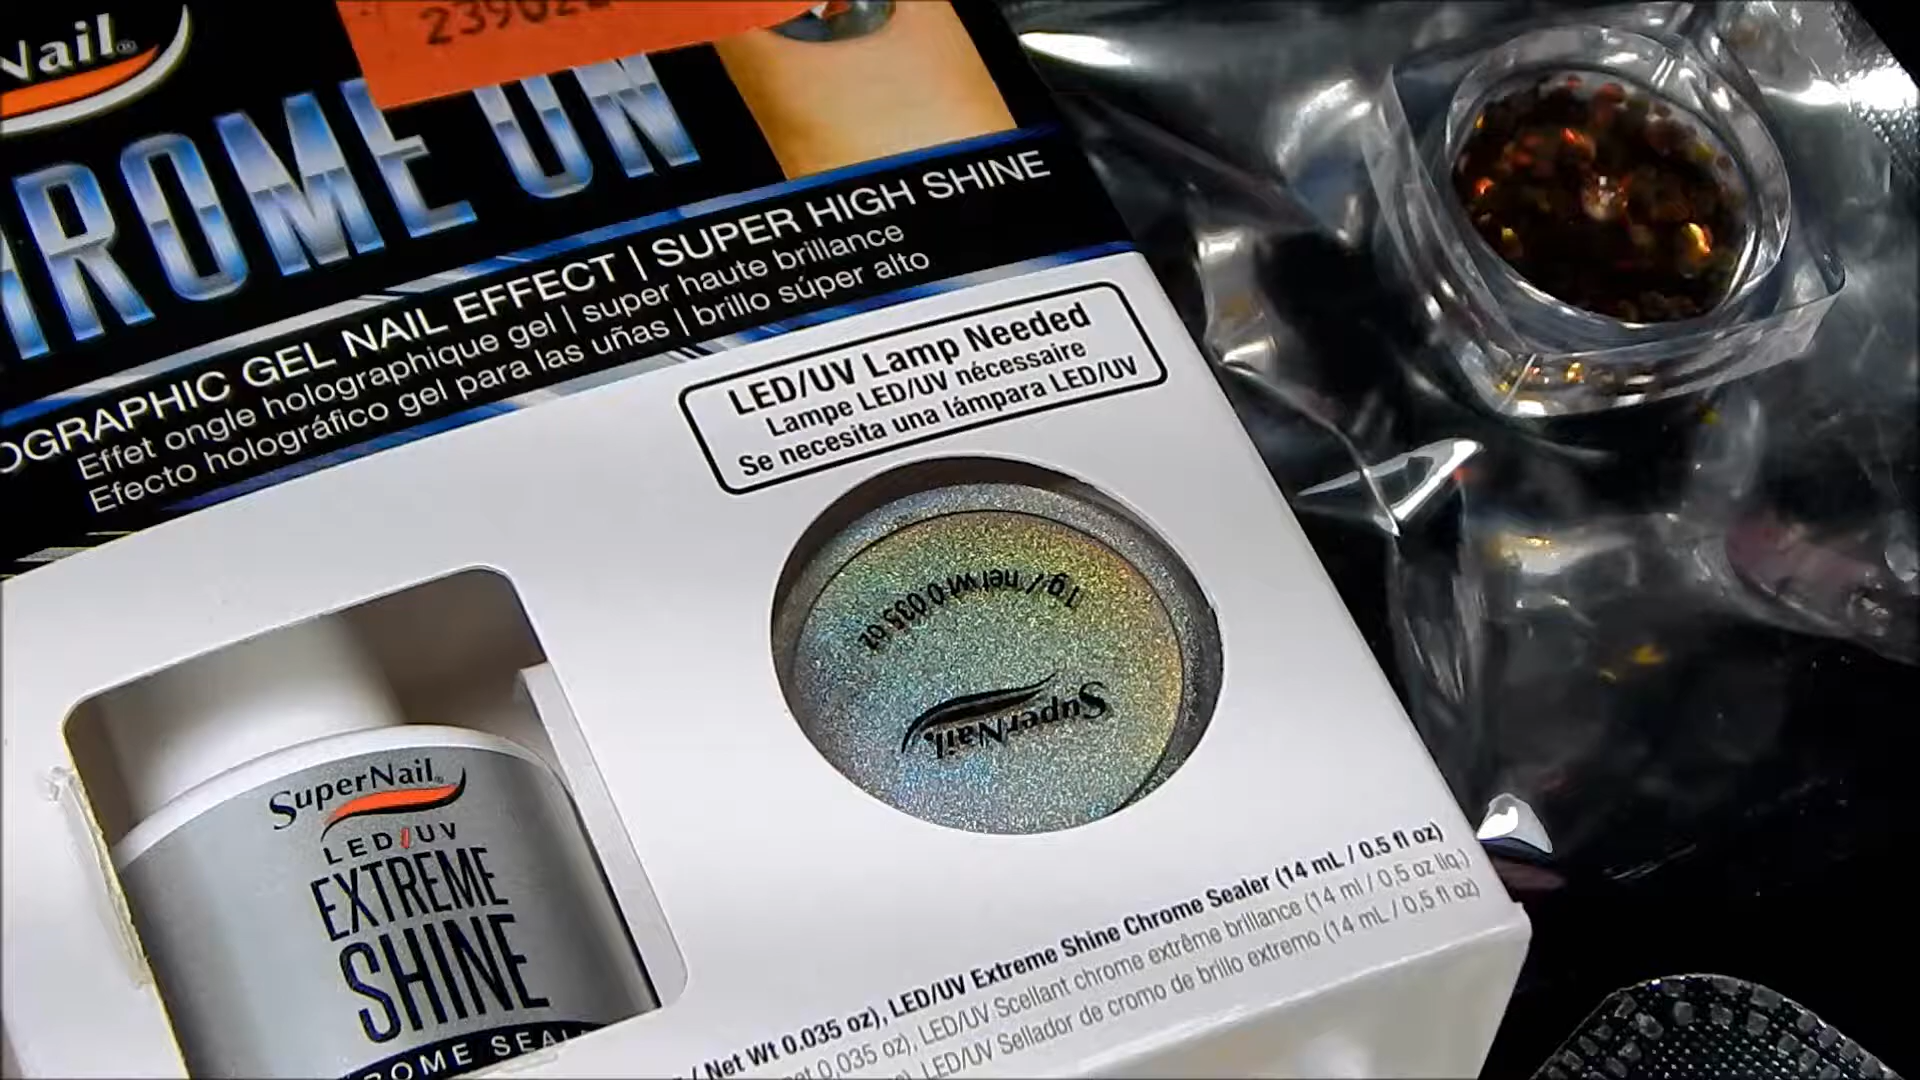 Nail®
239022
ROME ON
OGRAPHIC GEL NAIL EFFECT | SUPER HIGH SHINE
Effet ongle holographique gel | super haute brillance
Efecto holográfico gel para las uñas | brillo súper alto
LED/UV Lamp Needed
Lampe LED/UV nécessaire
Se necesita una lámpara LED/UV
1g / net wt 0.035 oz
SuperNail®
SuperNail®
LED/UV
EXTREME
SHINE
ROME SEAL
/ Net Wt 0.035 oz), LED/UV Extreme Shine Chrome Sealer (14 mL / 0.5 fl oz)
0,035 oz), LED/UV Scellant chrome extrême brillance (14 ml / 0,5 oz liq.)
LED/UV Sellador de cromo de brillo extremo (14 mL / 0,5 fl oz)